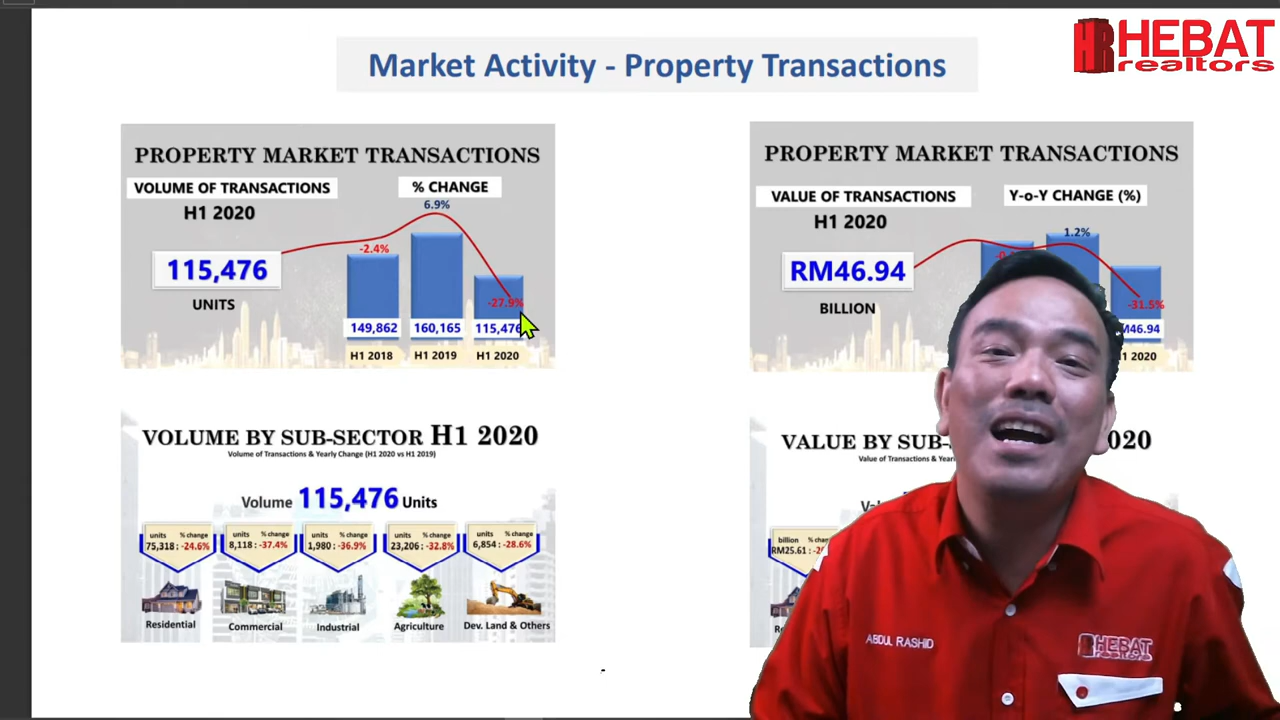 HEBAT
realtors
Market Activity - Property Transactions
PROPERTY MARKET TRANSACTIONS
VOLUME OF TRANSACTIONS
% CHANGE
H1 2020
6.9%
-2.4%
115,476
-27.9%
UNITS
149,862
160,165
115,476
H1 2018
H1 2019
H1 2020
PROPERTY MARKET TRANSACTIONS
VALUE OF TRANSACTIONS
Y-o-Y CHANGE (%)
H1 2020
1.2%
RM46.94
-31.5%
BILLION
M46.94
1 2020
VOLUME BY SUB-SECTOR H1 2020
Volume of Transactions & Yearly Change (H1 2020 vs H1 2019)
Volume 115,476 Units
units % change
75,318 : -24.6%
units % change
8,118 : -37.4%
units % change
1,980 : -36.9%
units % change
23,206 : -32.8%
units % change
6,854 : -28.6%
Residential
Commercial
Industrial
Agriculture
Dev. Land & Others
VALUE BY SUB-
020
Value of Transactions &
billion
RM25.61
ABDUL RASHID
HEBAT
realtors